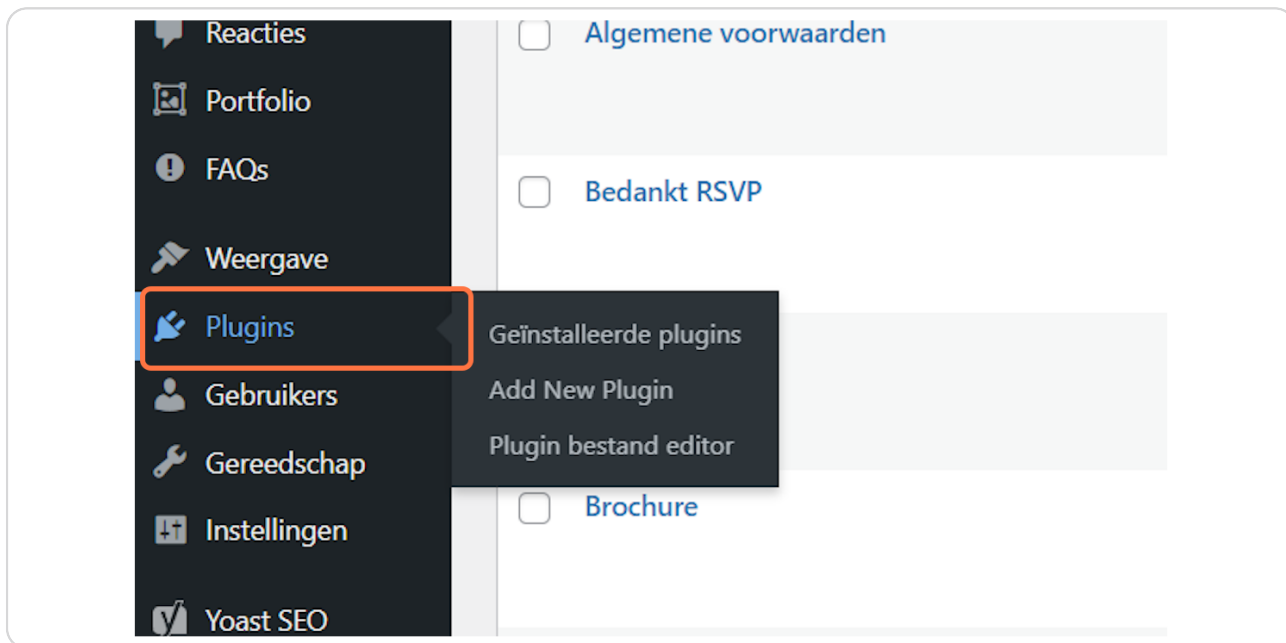 Reacties
Portfolio
FAQs
Weergave
Plugins
Gebruikers
Gereedschap
Instellingen
Yoast SEO
Geïnstalleerde plugins
Add New Plugin
Plugin bestand editor
Algemene voorwaarden
Bedankt RSVP
Brochure